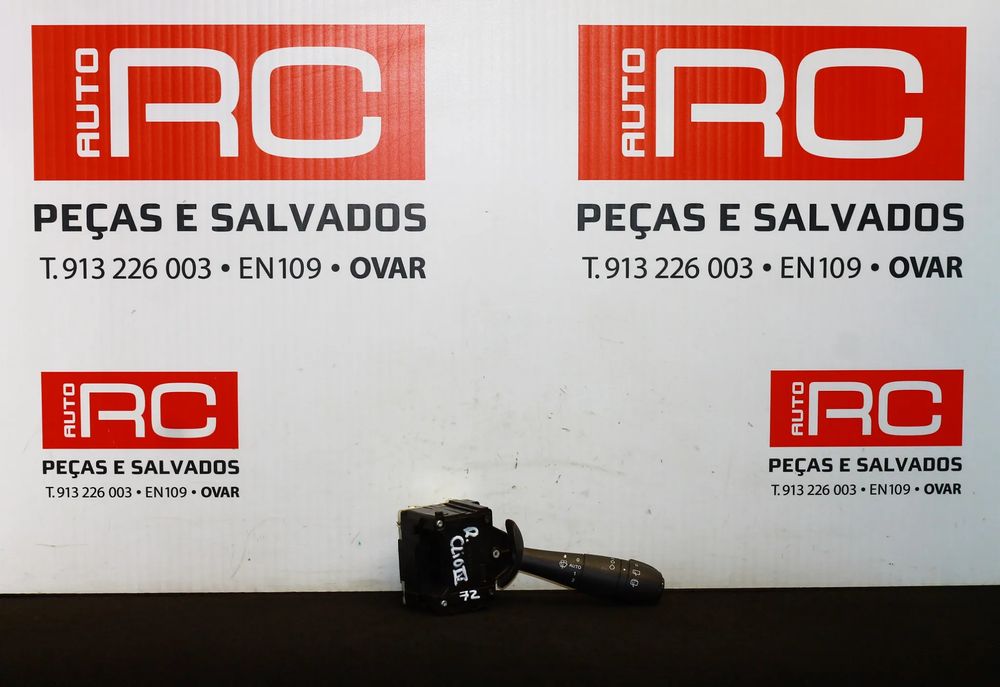 AUTO RC
PEÇAS E SALVADOS
T. 913 226 003 • EN109 • OVAR
AUTO RC
PEÇAS E SALVADOS
T. 913 226 003 • EN109 • OVAR
AUTO RC
PEÇAS E SALVADOS
T. 913 226 003 • EN109 • OVAR
AUTO RC
PEÇAS E SALVADOS
T. 913 226 003 • EN109 • OVAR
R.
CLIO IV
72
AUTO